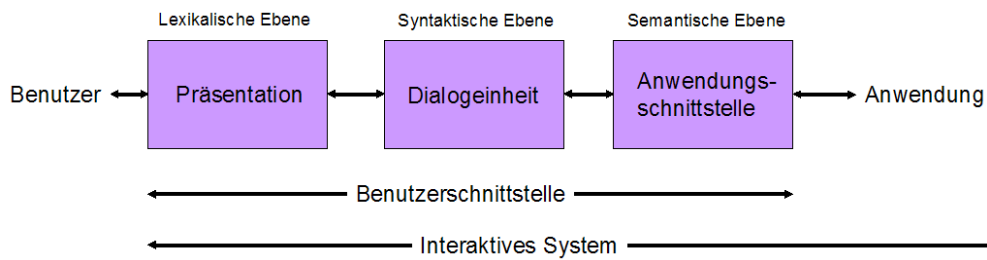 Lexikalische Ebene
Syntaktische Ebene
Semantische Ebene
Benutzer
Präsentation
Dialogeinheit
Anwendungs-
schnittstelle
Anwendung
Benutzerschnittstelle
Interaktives System